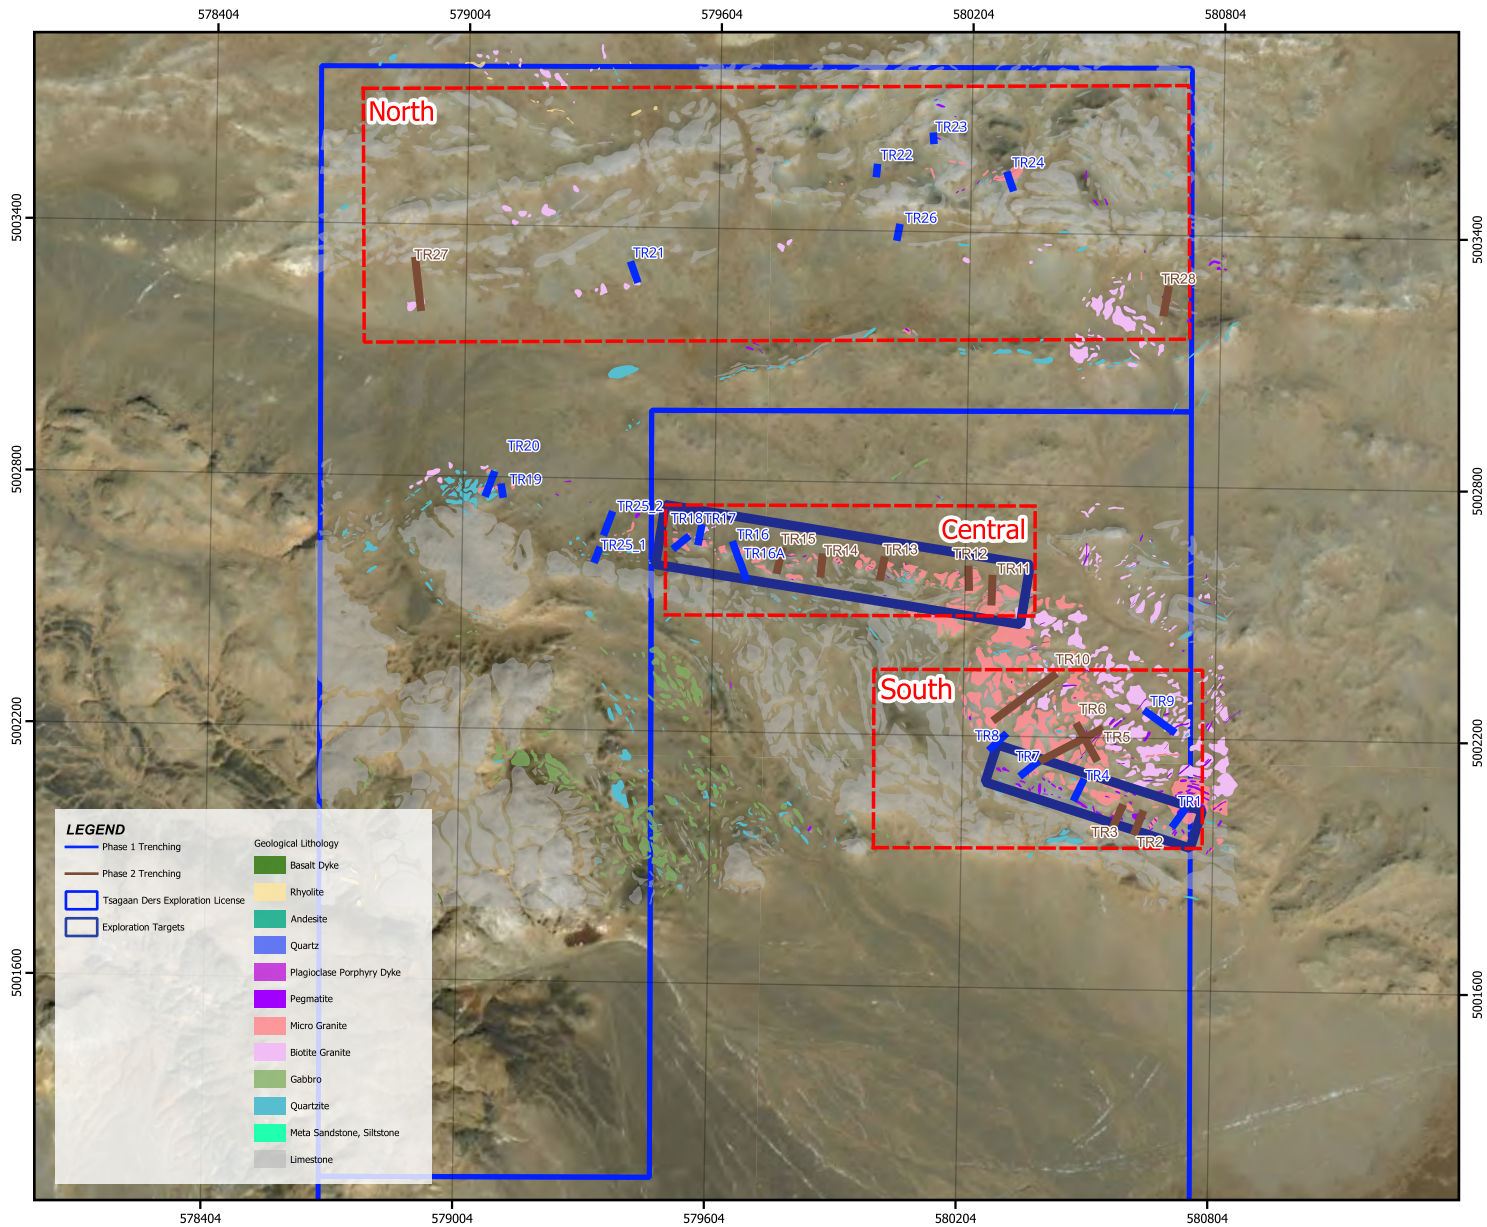 578404 579004 579604 580204 580804
North
TR23
TR22
TR24
TR26
5003400
5003400
TR21
TR27
TR28
TR20
TR19
5002800
5002800
TR25_2
TR18 TR17
Central
TR25_1
TR16
TR15
TR14
TR13
TR12
TR16A
TR11
TR10
South
TR9
TR6
TR8
TR5
5002200
5002200
TR7
TR4
TR1
TR3
TR2
LEGEND
Phase 1 Trenching
Phase 2 Trenching
Tsagaan Ders Exploration License
Exploration Targets
Geological Lithology
Basalt Dyke
Rhyolite
Andesite
Quartz
Plagioclase Porphyry Dyke
Pegmatite
Micro Granite
Biotite Granite
Gabbro
Quartzite
Meta Sandstone, Siltstone
Limestone
5001600
5001600
578404 579004 579604 580204 580804